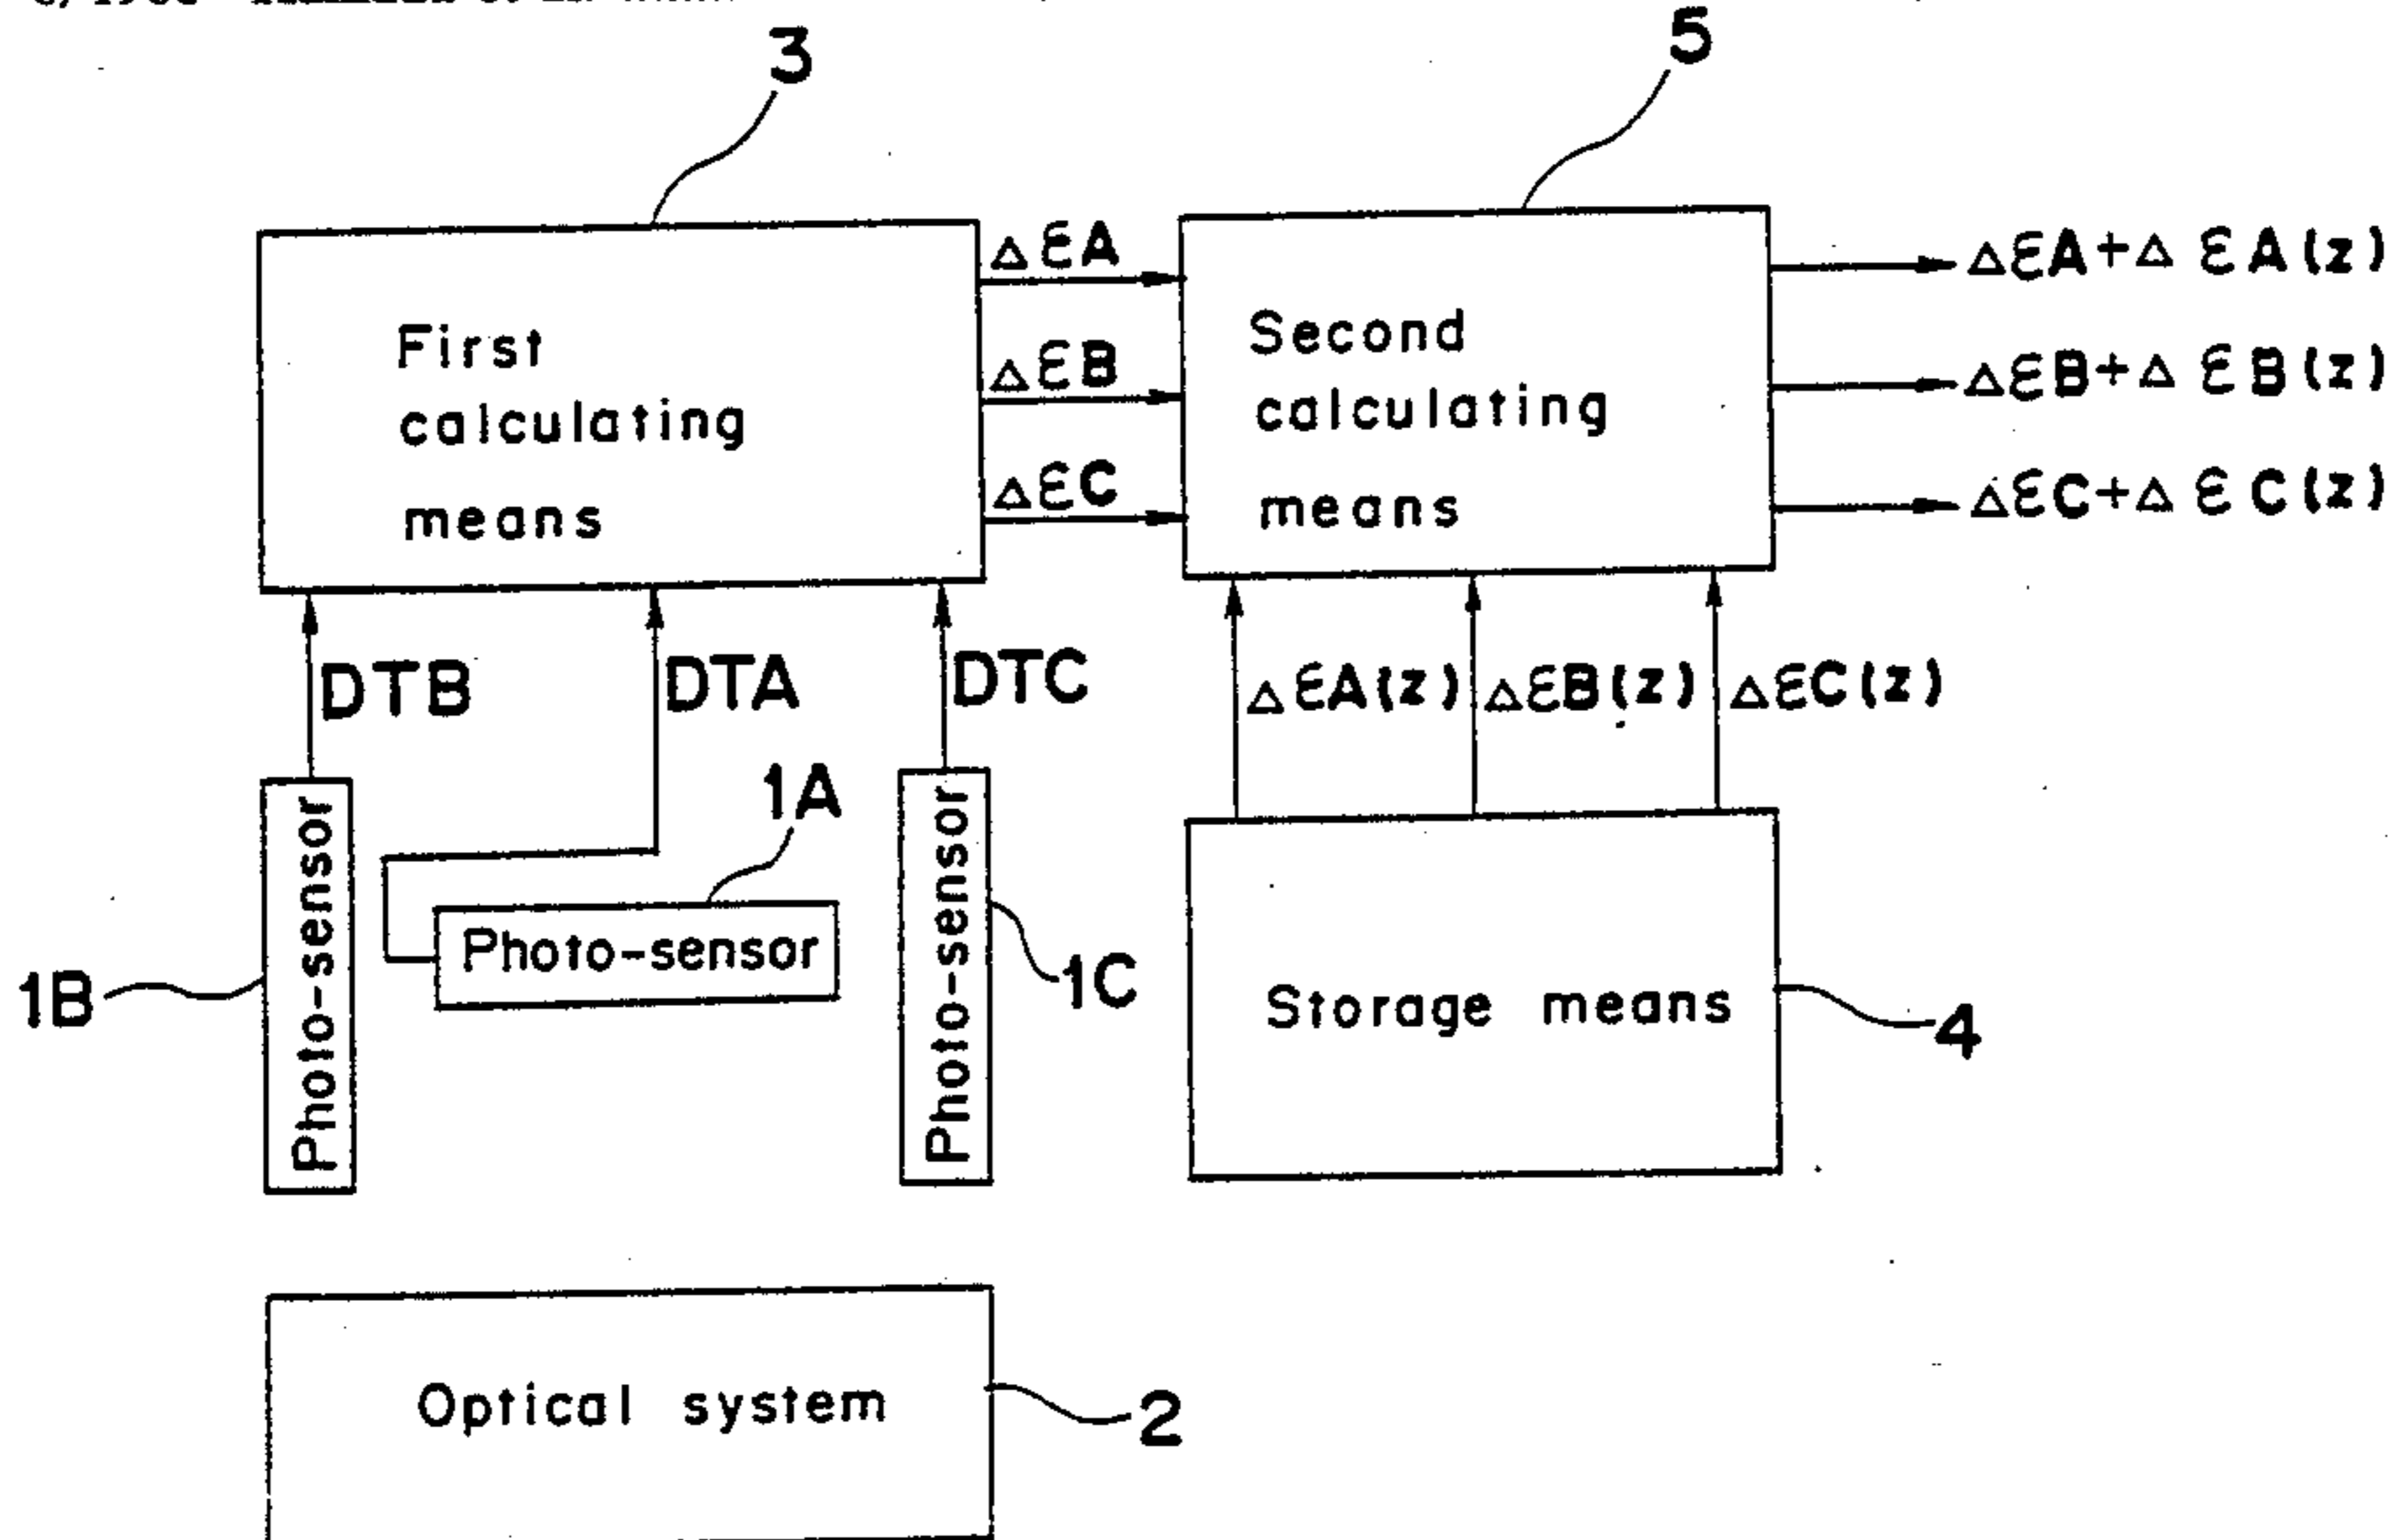 3
5
First
calculating
means
ΔεA
ΔεB
ΔεC
Second
calculating
means
ΔεA+Δ εA(z)
ΔεB+Δ εB(z)
ΔεC+Δ εC(z)
DTB
DTA
DTC
ΔεA(z)
ΔεB(z)
ΔεC(z)
1A
1B
Photo-sensor
Photo-sensor
Photo-sensor
1C
Storage means
4
Optical system
2